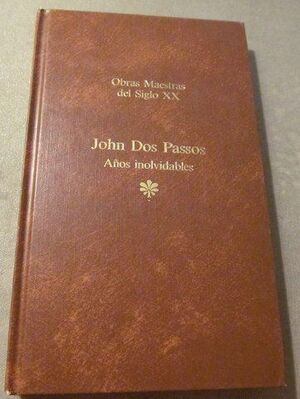 Obras Maestras
del Siglo XX
John Dos Passos
Años inolvidables